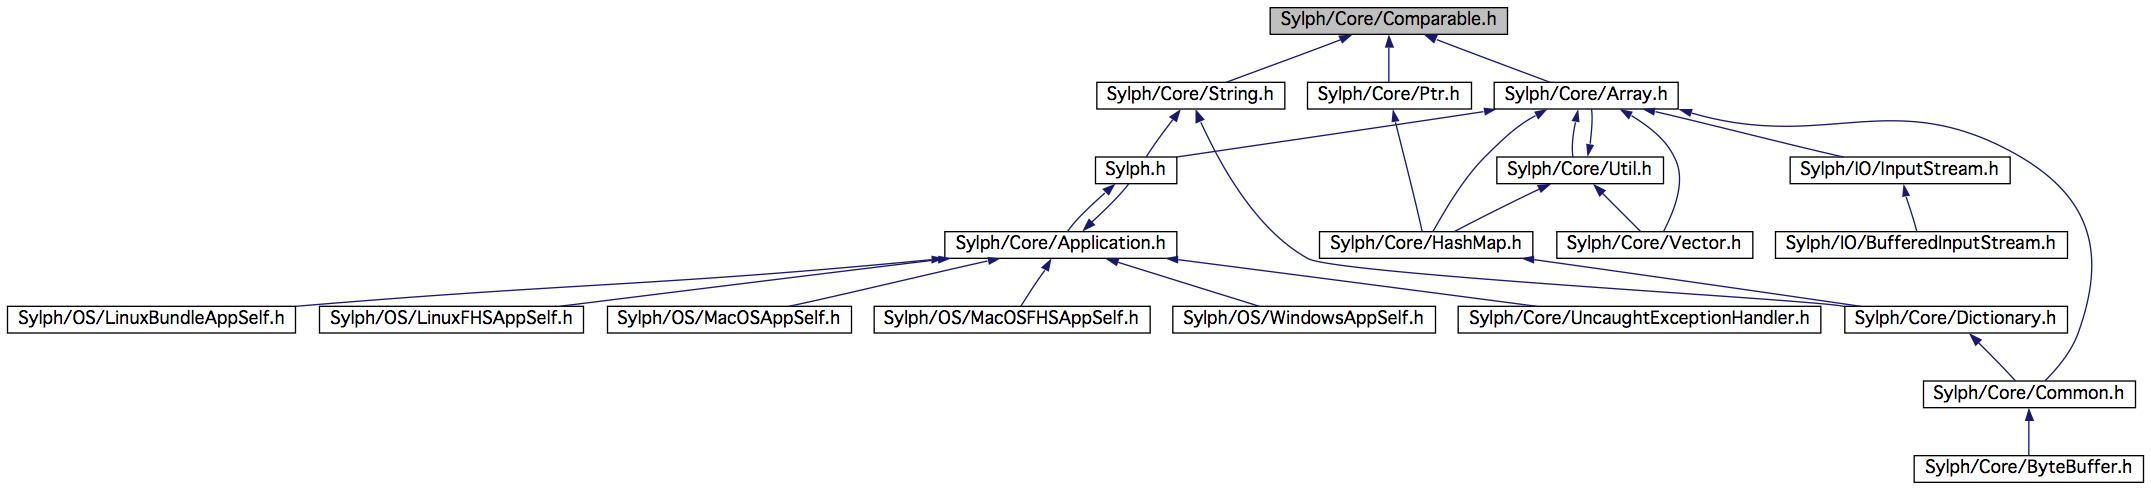 Sylph/Core/Comparable.h
Sylph/Core/String.h
Sylph/Core/Ptr.h
Sylph/Core/Array.h
Sylph.h
Sylph/Core/Util.h
Sylph/IO/InputStream.h
Sylph/Core/Application.h
Sylph/Core/HashMap.h
Sylph/Core/Vector.h
Sylph/IO/BufferedInputStream.h
Sylph/OS/LinuxBundleAppSelf.h
Sylph/OS/LinuxFHSAppSelf.h
Sylph/OS/MacOSAppSelf.h
Sylph/OS/MacOSFHSAppSelf.h
Sylph/OS/WindowsAppSelf.h
Sylph/Core/UncaughtExceptionHandler.h
Sylph/Core/Dictionary.h
Sylph/Core/Common.h
Sylph/Core/ByteBuffer.h